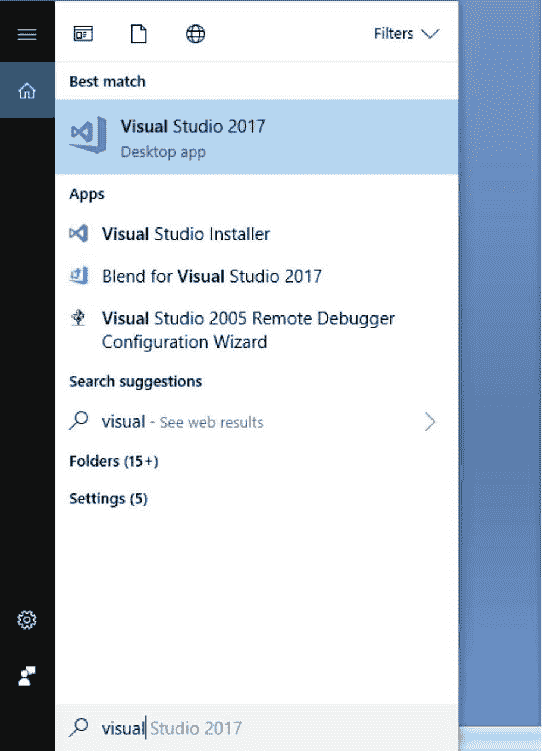 Filters
Best match
Visual Studio 2017
Desktop app
Apps
Visual Studio Installer
Blend for Visual Studio 2017
Visual Studio 2005 Remote Debugger
Configuration Wizard
Search suggestions
visual - See web results
Folders (15+)
Settings (5)
visual Studio 2017